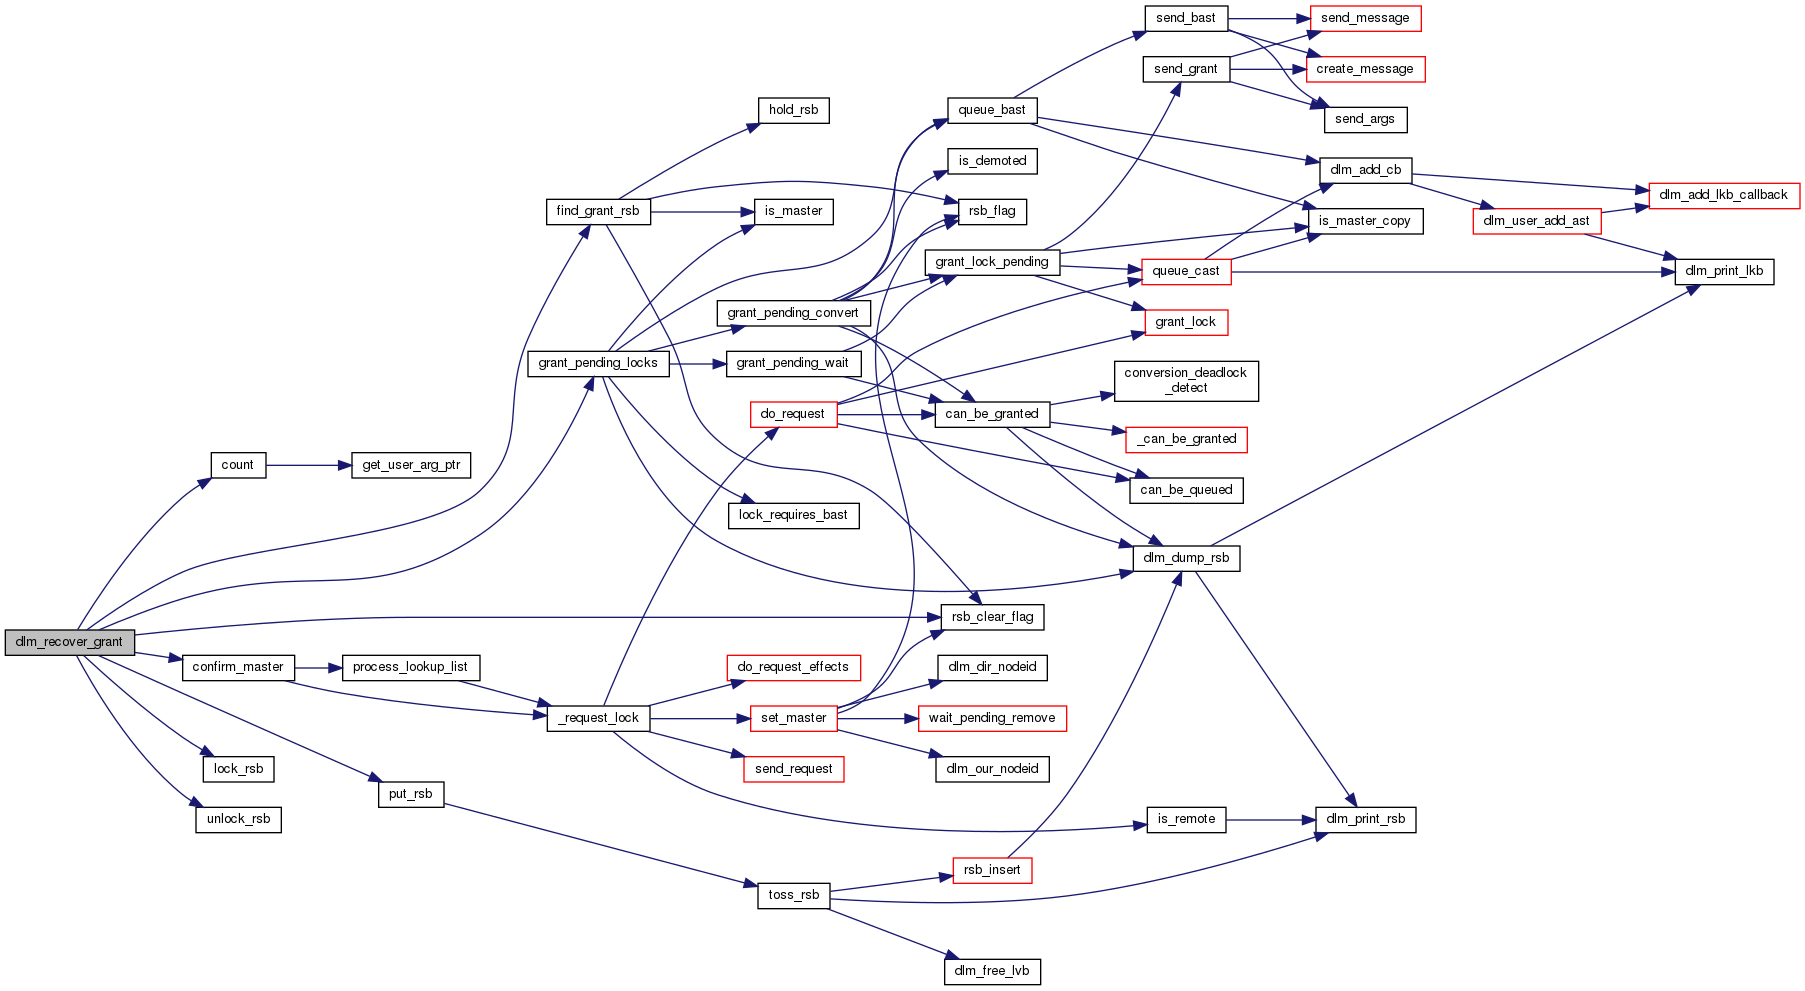 send_bast
send_message
send_grant
create_message
hold_rsb
queue_bast
send_args
is_demoted
dlm_add_cb
dlm_add_lkb_callback
find_grant_rsb
is_master
rsb_flag
is_master_copy
dlm_user_add_ast
grant_lock_pending
queue_cast
dlm_print_lkb
grant_pending_convert
grant_lock
grant_pending_locks
grant_pending_wait
conversion_deadlock
_detect
do_request
can_be_granted
_can_be_granted
count
get_user_arg_ptr
can_be_queued
lock_requires_bast
dlm_dump_rsb
rsb_clear_flag
dlm_recover_grant
confirm_master
process_lookup_list
do_request_effects
dlm_dir_nodeid
_request_lock
set_master
wait_pending_remove
lock_rsb
send_request
dlm_our_nodeid
put_rsb
unlock_rsb
is_remote
dlm_print_rsb
rsb_insert
toss_rsb
dlm_free_lvb